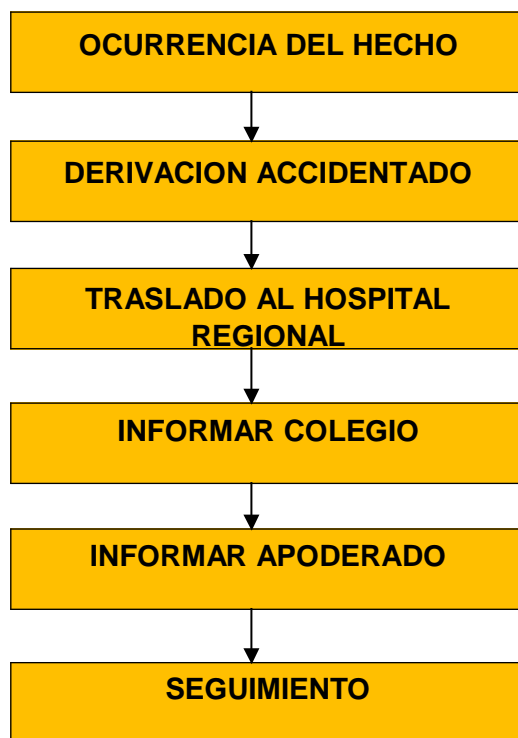 OCURRENCIA DEL HECHO
DERIVACION ACCIDENTADO
TRASLADO AL HOSPITAL
REGIONAL
INFORMAR COLEGIO
INFORMAR APODERADO
SEGUIMIENTO